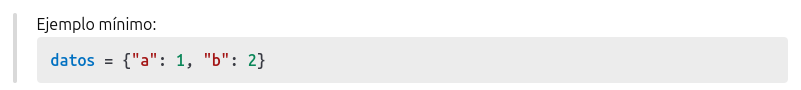 Ejemplo mínimo:
datos = {"a": 1, "b": 2}